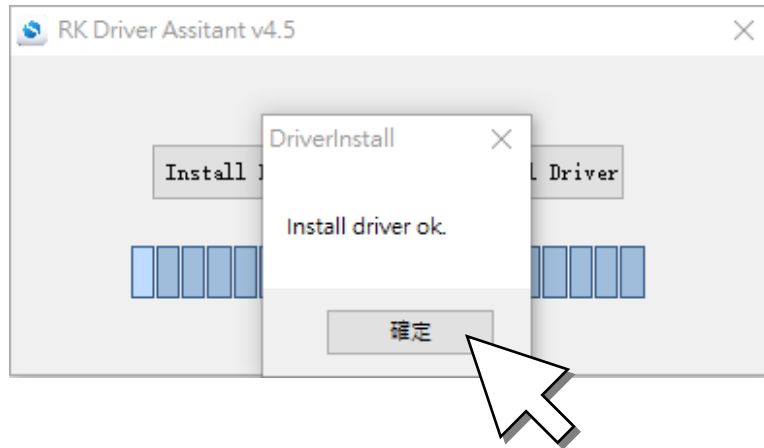 RK Driver Assitant v4.5
DriverInstall
Install
Driver
Install driver ok.
確定